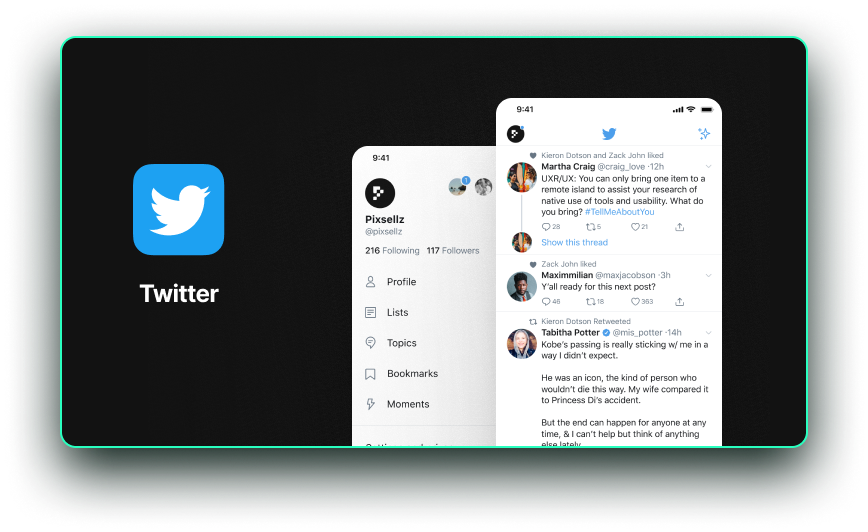 Twitter
9:41
1
Pixsellz
@pixsellz
216 Following 117 Followers
Profile
Lists
Topics
Bookmarks
Moments
9:41
Kieron Dotson and Zack John liked
Martha Craig @craig_love ·12h
UXR/UX: You can only bring one item to a
remote island to assist your research of
native use of tools and usability. What do
you bring? #TellMeAboutYou
28 5 21
Show this thread
Zack John liked
Maximmilian @maxjacobson ·3h
Y'all ready for this next post?
46 18 363
Kieron Dotson Retweeted
Tabitha Potter @mis_potter ·14h
Kobe's passing is really sticking w/ me in a
way I didn't expect.
He was an icon, the kind of person who
wouldn't die this way. My wife compared it
to Princess Di's accident.
But the end can happen for anyone at any
time, & I can't help but think of anything
else lately